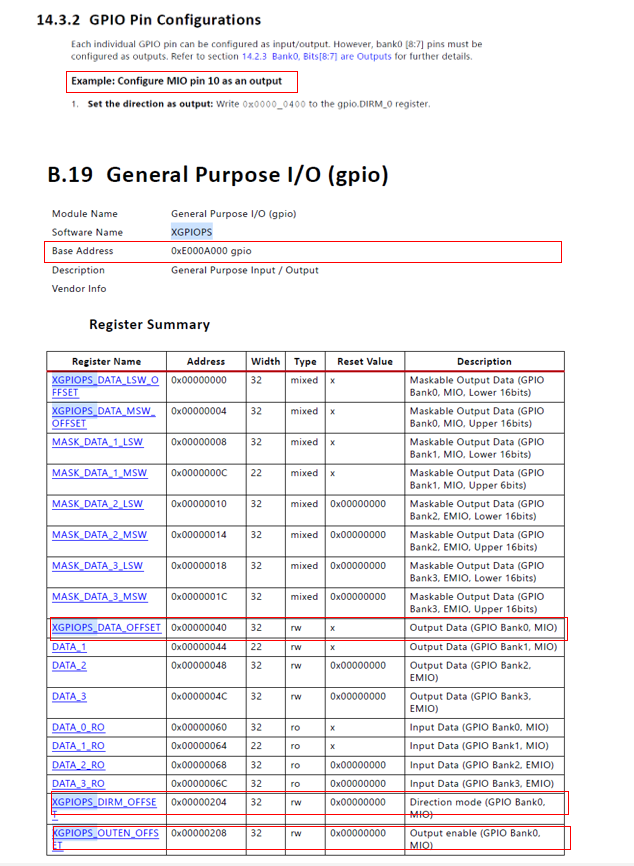 14.3.2 GPIO Pin Configurations
Each individual GPIO pin can be configured as input/output. However, bank0 [8:7] pins must be
configured as outputs. Refer to section 14.2.3 Bank0, Bits[8:7] are Outputs for further details.
Example: Configure MIO pin 10 as an output
1. Set the direction as output: Write 0x0000_0400 to the gpio.DIRM_0 register.
B.19 General Purpose I/O (gpio)
Module Name General Purpose I/O (gpio)
Software Name XGPIOPS
Base Address 0xE000A000 gpio
Description General Purpose Input / Output
Vendor Info
Register Summary
Register Name Address Width Type Reset Value Description
XGPIOPS_DATA_LSW_O 0x00000000 32 mixed x Maskable Output Data (GPIO
FFSET Bank0, MIO, Lower 16bits)
XGPIOPS_DATA_MSW_ 0x00000004 32 mixed x Maskable Output Data (GPIO
OFFSET Bank0, MIO, Upper 16bits)
MASK_DATA_1_LSW 0x00000008 32 mixed x Maskable Output Data (GPIO
Bank1, MIO, Lower 16bits)
MASK_DATA_1_MSW 0x0000000C 22 mixed x Maskable Output Data (GPIO
Bank1, MIO, Upper 6bits)
MASK_DATA_2_LSW 0x00000010 32 mixed 0x00000000 Maskable Output Data (GPIO
Bank2, EMIO, Lower 16bits)
MASK_DATA_2_MSW 0x00000014 32 mixed 0x00000000 Maskable Output Data (GPIO
Bank2, EMIO, Upper 16bits)
MASK_DATA_3_LSW 0x00000018 32 mixed 0x00000000 Maskable Output Data (GPIO
Bank3, EMIO, Lower 16bits)
MASK_DATA_3_MSW 0x0000001C 32 mixed 0x00000000 Maskable Output Data (GPIO
Bank3, EMIO, Upper 16bits)
XGPIOPS_DATA_OFFSET 0x00000040 32 rw x Output Data (GPIO Bank0, MIO)
DATA_1 0x00000044 22 rw x Output Data (GPIO Bank1, MIO)
DATA_2 0x00000048 32 rw 0x00000000 Output Data (GPIO Bank2,
EMIO)
DATA_3 0x0000004C 32 rw 0x00000000 Output Data (GPIO Bank3,
EMIO)
DATA_0_RO 0x00000060 32 ro x Input Data (GPIO Bank0, MIO)
DATA_1_RO 0x00000064 22 ro x Input Data (GPIO Bank1, MIO)
DATA_2_RO 0x00000068 32 ro 0x00000000 Input Data (GPIO Bank2, EMIO)
DATA_3_RO 0x0000006C 32 ro 0x00000000 Input Data (GPIO Bank3, EMIO)
XGPIOPS_DIRM_OFFSE 0x00000204 32 rw 0x00000000 Direction mode (GPIO Bank0,
T MIO)
XGPIOPS_OUTEN_OFFS 0x00000208 32 rw 0x00000000 Output enable (GPIO Bank0,
ET MIO)